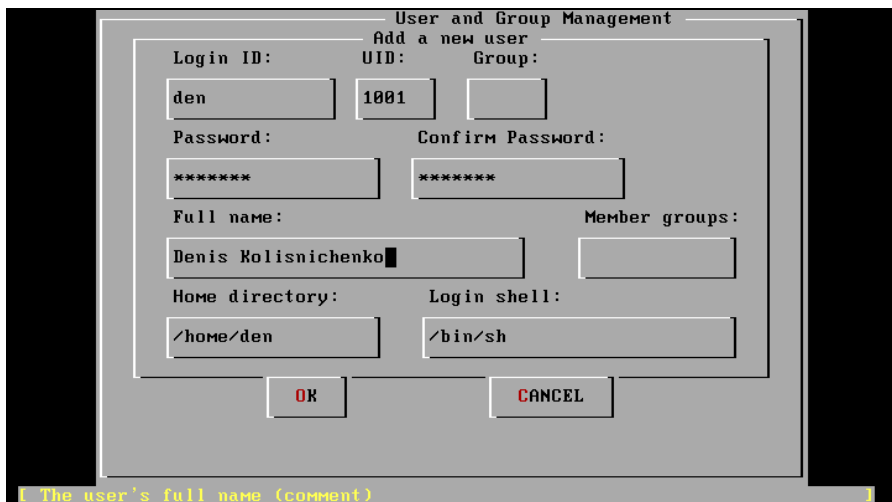 User and Group Management
Add a new user
Login ID: UID: Group:
den 1001
Password: Confirm Password:
******* *******
Full name: Member groups:
Denis Kolisnichenko
Home directory: Login shell:
/home/den /bin/sh
OK CANCEL
[ The user's full name (comment) ]